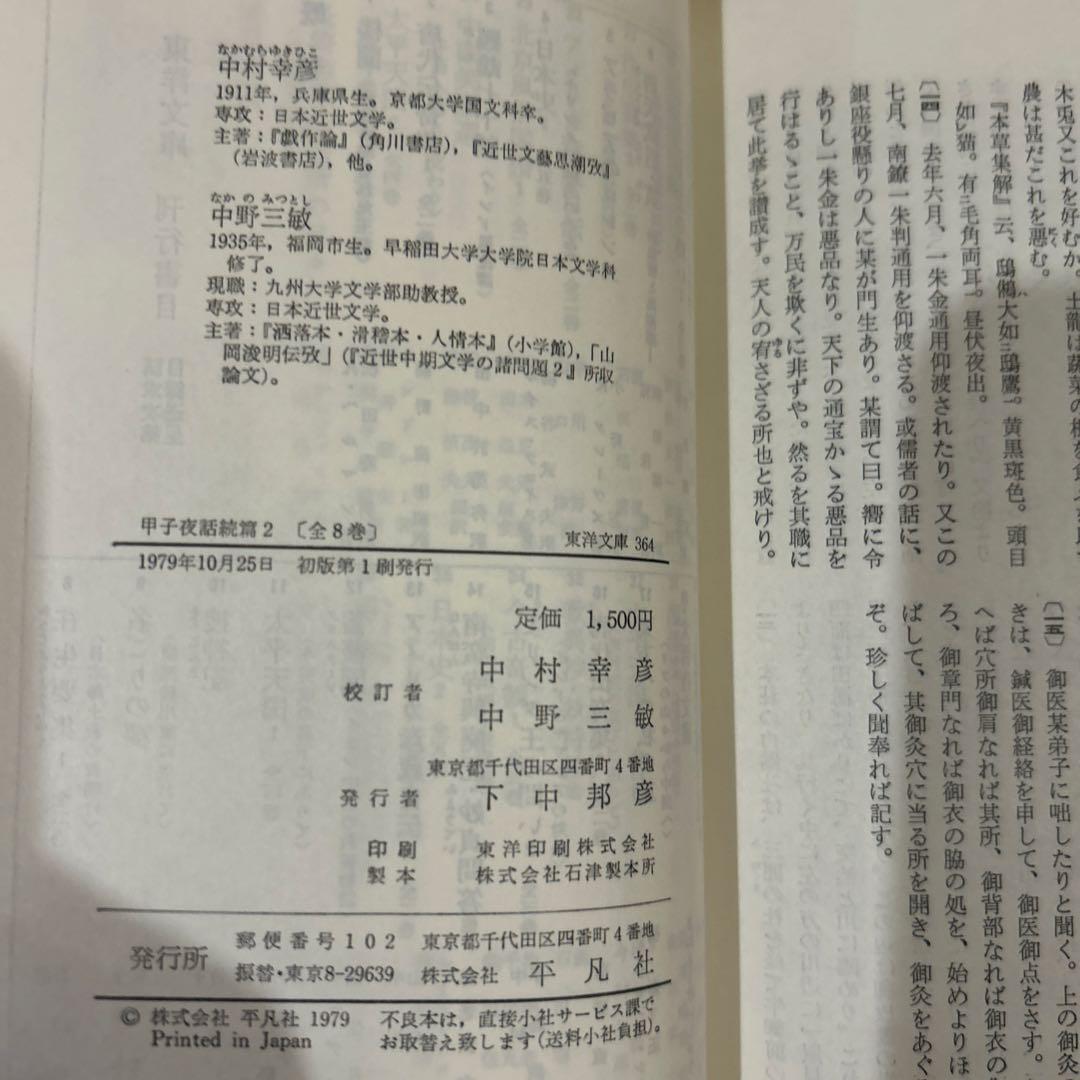 なかむらゆきひこ
中村幸彦
1911年，兵庫県生。京都大学国文科卒。
専攻：日本近世文学。
主著：『戯作論』（角川書店），『近世文藝思潮攷』
（岩波書店），他。
なかのみつとし
中野三敏
1935年，福岡市生。早稲田大学大学院日本文学科
修了。
現職：九州大学文学部助教授。
専攻：日本近世文学。
主著：『洒落本・滑稽本・人情本』（小学館），「山
岡浚明伝攷」（『近世中期文学の諸問題２』所収
論文）。
甲子夜話続篇２ 〔全８巻〕 東洋文庫 364
1979年10月25日 初版第１刷発行
定価 1,500円
校訂者 中村幸彦
中野三敏
東京都千代田区四番町４番地
発行者 下中邦彦
印刷 東洋印刷株式会社
製本 株式会社石津製本所
発行所 郵便番号102 東京都千代田区四番町４番地
振替・東京8-29639 株式会社 平凡社
© 株式会社 平凡社 1979 不良本は，直接小社サービス課で
Printed in Japan お取替え致します（送料小社負担）。
木兎又これを好むか。土龍は蔬菜の根を
農は甚だこれを悪む。
『本草集解』云、鴟鵂大如㆓鴟鷹㆒。黄黒斑色。頭目
如㆑猫。有㆓毛角両耳㆒。昼伏夜出。
〔一四〕 去年六月、一朱金通用仰渡されたり。又この
七月、南鐐一朱判通用を仰渡さる。或儒者の話に、
銀座役懸りの人に某が門生あり。某謂て曰。嚮に令
ありし一朱金は悪品なり。天下の通宝かゝる悪品を
行はるゝこと、万民を欺くに非ずや。然るを其職に
居て此挙を讃成す。天人の宥さざる所也と戒けり。
〔一五〕 御医某弟子に咄したりと聞く。上の御灸
きは、鍼医御経絡を申して、御医御点をさす。
へば穴所御肩なれば其所、御背部なれば御衣の
ろ、御章門なれば御衣の脇の処を、始めよりほ
ばして、其御灸穴に当る所を開き、御灸をあぐ
ぞ。珍しく聞奉れば記す。